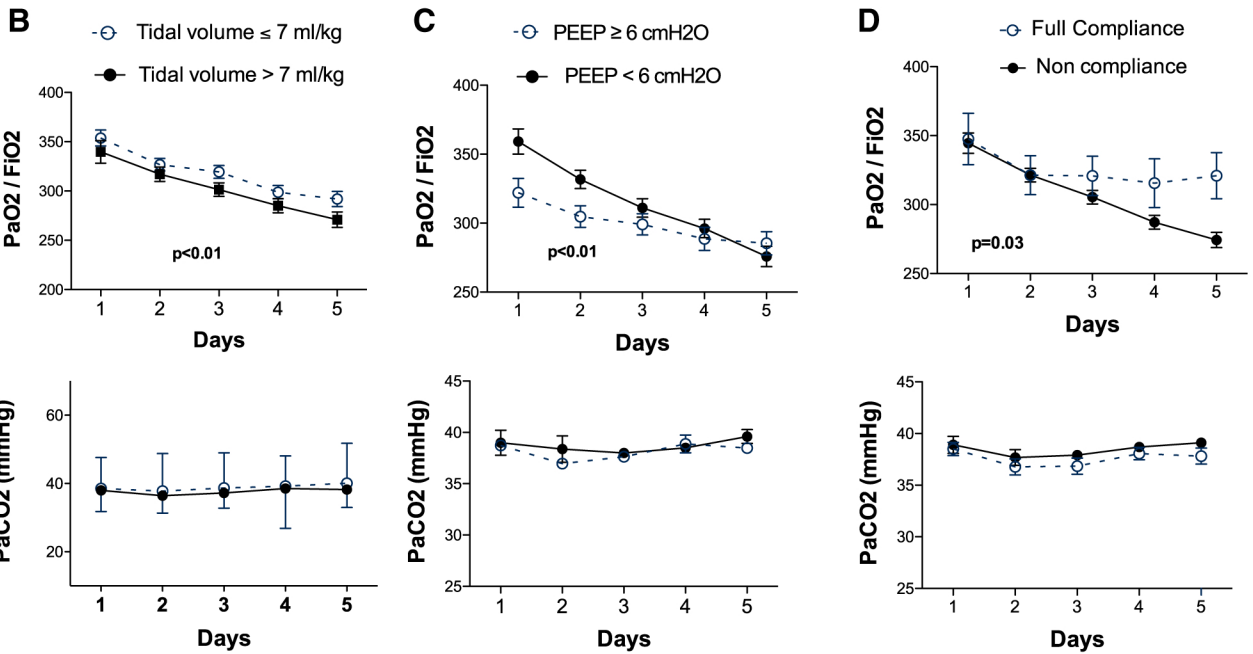 B
Tidal volume ≤ 7 ml/kg
Tidal volume > 7 ml/kg
400
350
300
250
200
PaO2 / FiO2
p<0.01
1 2 3 4 5
Days
60
40
20
PaCO2 (mmHg)
1 2 3 4 5
Days
C
PEEP ≥ 6 cmH2O
PEEP < 6 cmH2O
400
350
300
250
PaO2 / FiO2
p<0.01
1 2 3 4 5
Days
45
40
35
30
25
PaCO2 (mmHg)
1 2 3 4 5
Days
D
Full Compliance
Non compliance
400
350
300
250
PaO2 / FiO2
p=0.03
1 2 3 4 5
Days
45
40
35
30
25
PaCO2 (mmHg)
1 2 3 4 5
Days